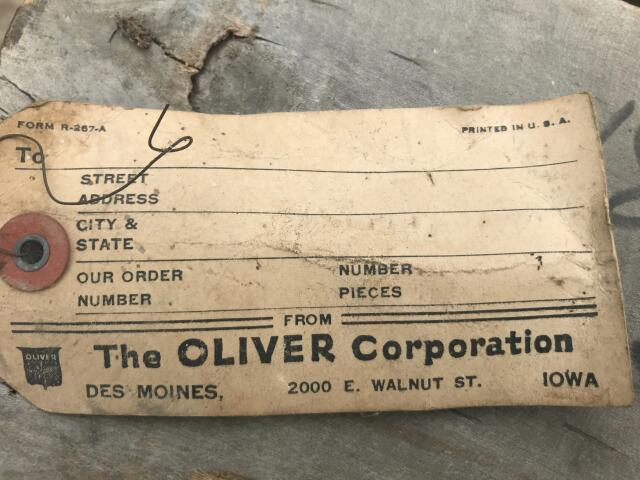 FORM R-267-A
PRINTED IN U. S. A.
To
STREET
ADDRESS
CITY &
STATE
OUR ORDER
NUMBER
NUMBER
PIECES
FROM
OLIVER
The OLIVER Corporation
DES MOINES, 2000 E. WALNUT ST. IOWA